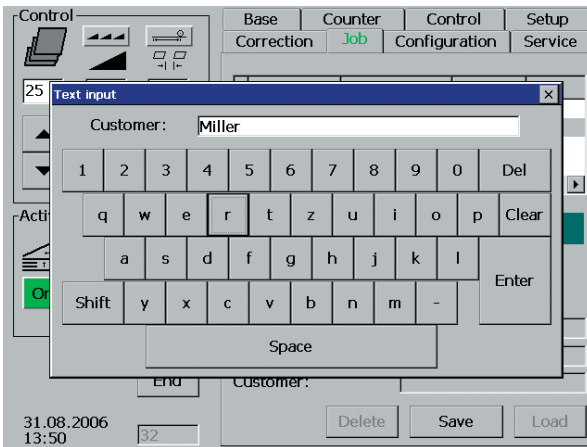 Control
Base Counter Control Setup
Correction Job Configuration Service
25
Text input
Customer: Miller
1 2 3 4 5 6 7 8 9 0 Del
q w e r t z u i o p Clear
a s d f g h j k l
Enter
Shift y x c v b n m -
Space
End
Customer:
31.08.2006
13:50
32
Delete Save Load